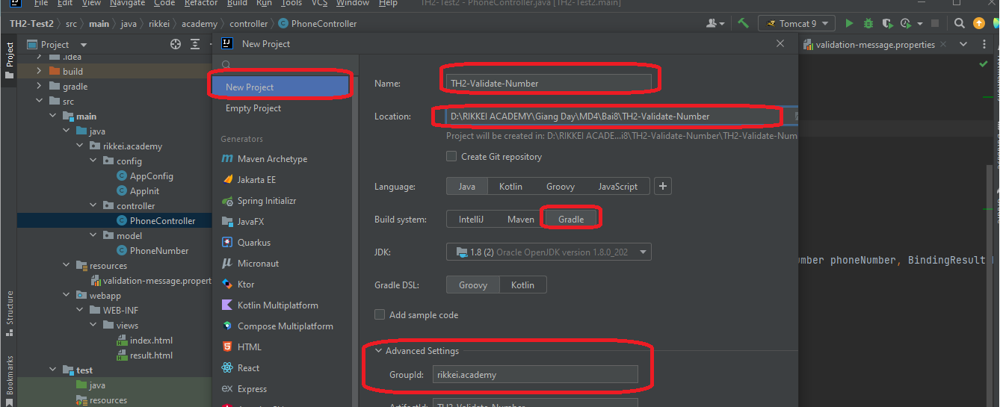 File Edit View Navigate Code Refactor Build Run Tools VCS Window Help TH2-Test2 - PhoneController.java [TH2-Test2.main]
TH2-Test2 src main java rikkei academy controller PhoneController Tomcat 9
Project
Project
.idea
build
gradle
src
main
java
rikkei.academy
config
AppConfig
AppInit
controller
PhoneController
model
PhoneNumber
resources
validation-message.propert
webapp
WEB-INF
views
index.html
result.html
test
java
resources
Structure
Bookmarks
New Project
New Project
Empty Project
Generators
Maven Archetype
Jakarta EE
Spring Initializr
JavaFX
Quarkus
Micronaut
Ktor
Kotlin Multiplatform
Compose Multiplatform
HTML
React
Express
Name: TH2-Validate-Number
Location: D:\RIKKEI ACADEMY\Giang Day\MD4\Bai8\TH2-Validate-Number
Project will be created in: D:\RIKKEI ACADE...i8\TH2-Validate-Number\TH2-Validate-Num
Create Git repository
Language: Java Kotlin Groovy JavaScript
Build system: IntelliJ Maven Gradle
JDK: 1.8 (2) Oracle OpenJDK version 1.8.0_202
Gradle DSL: Groovy Kotlin
Add sample code
Advanced Settings
GroupId: rikkei.academy
ArtifactId: TH2-Validate-Number
validation-message.properties
umber phoneNumber, BindingResult